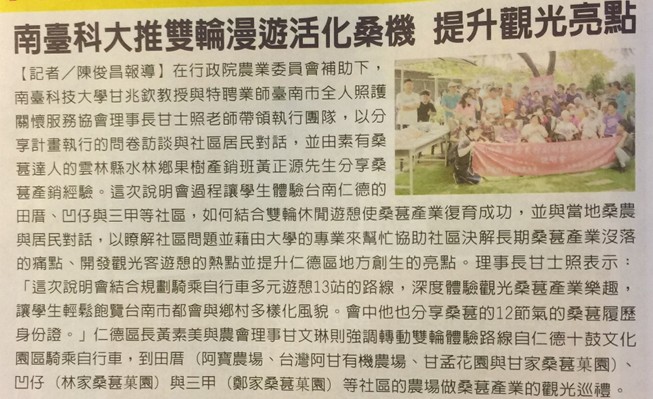 南臺科大推雙輪漫遊活化桑機 提升觀光亮點
【記者／陳俊昌報導】在行政院農業委員會補助下，
南臺科技大學甘兆欽教授與特聘業師臺南市全人照護
關懷服務協會理事長甘士照老師帶領執行團隊，以分
享計畫執行的問卷訪談與社區居民對話，並由素有桑
葚達人的雲林縣水林鄉果樹產銷班黃正源先生分享桑
葚產銷經驗。這次說明會過程讓學生體驗台南仁德的
田厝、凹仔與三甲等社區，如何結合雙輪休閒遊憩使桑葚產業復育成功，並與當地桑農
與居民對話，以瞭解社區問題並藉由大學的專業來幫忙協助社區決解長期桑葚產業沒落
的痛點、開發觀光客遊憩的熱點並提升仁德區地方創生的亮點。理事長甘士照表示：
「這次說明會結合規劃騎乘自行車多元遊憩13站的路線，深度體驗觀光桑葚產業樂趣，
讓學生輕鬆飽覽台南市都會與鄉村多樣化風貌。會中他也分享桑葚的12節氣的桑葚履歷
身份證。」仁德區長黃素美與農會理事甘文琳則強調轉動雙輪體驗路線自仁德十鼓文化
園區騎乘自行車，到田厝（阿寶農場、台灣阿甘有機農場、甘孟花園與甘家桑葚菓園）、
凹仔（林家桑葚菓園）與三甲（鄭家桑葚菓園）等社區的農場做桑葚產業的觀光巡禮。